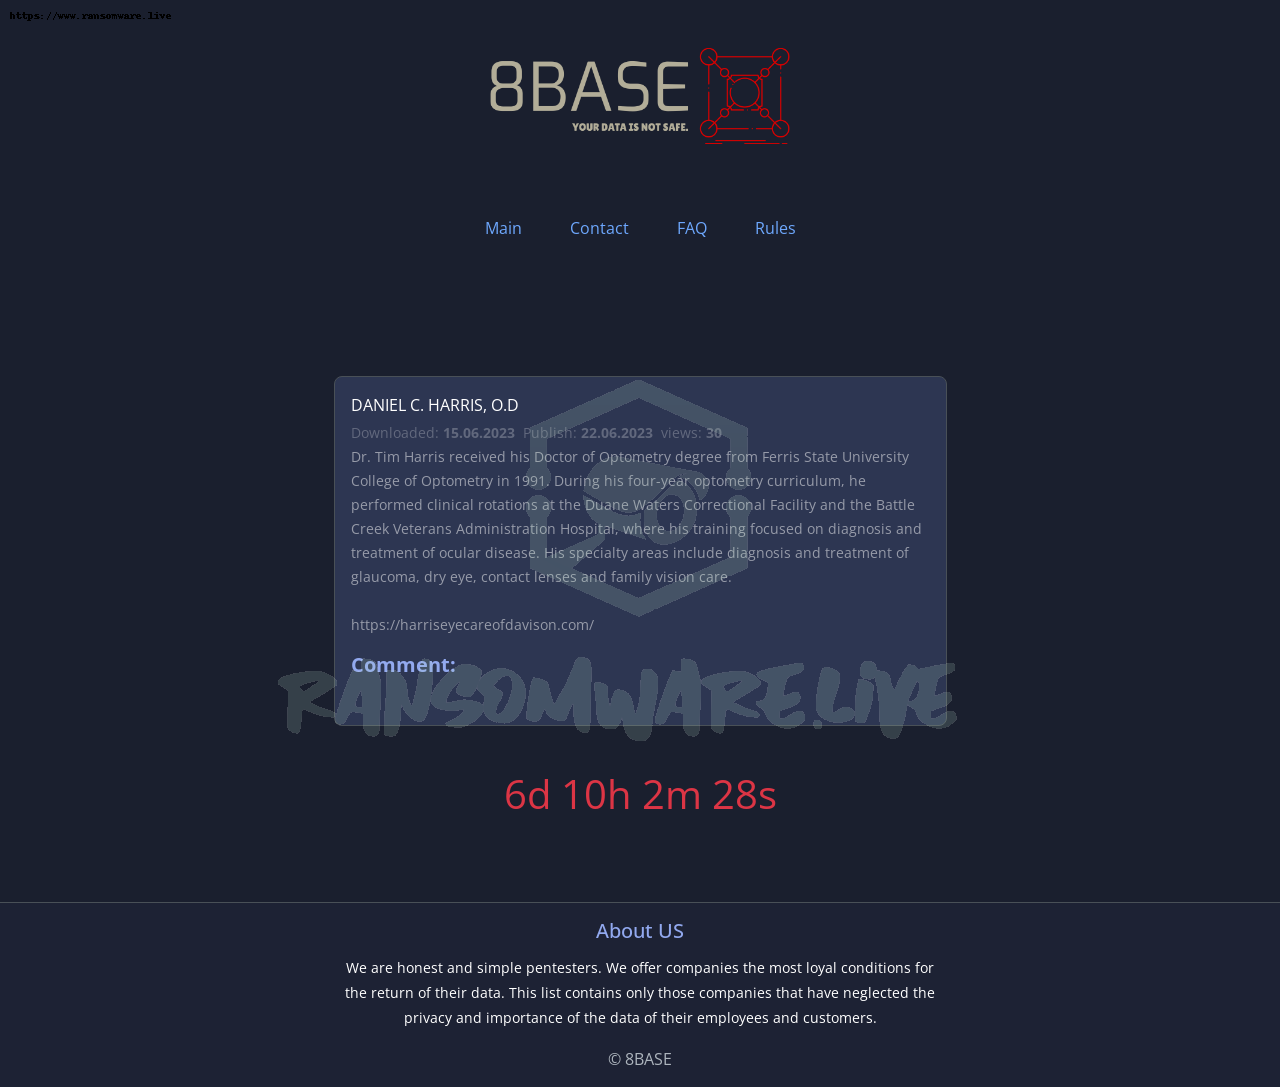 https://www.ransomware.live
8BASE
YOUR DATA IS NOT SAFE.
Main Contact FAQ Rules
DANIEL C. HARRIS, O.D
Downloaded: 15.06.2023 Publish: 22.06.2023 views: 30
Dr. Tim Harris received his Doctor of Optometry degree from Ferris State University
College of Optometry in 1991. During his four-year optometry curriculum, he
performed clinical rotations at the Duane Waters Correctional Facility and the Battle
Creek Veterans Administration Hospital, where his training focused on diagnosis and
treatment of ocular disease. His specialty areas include diagnosis and treatment of
glaucoma, dry eye, contact lenses and family vision care.
https://harriseyecareofdavison.com/
Comment:
RANSOMWARE.LIVE
6d 10h 2m 28s
About US
We are honest and simple pentesters. We offer companies the most loyal conditions for
the return of their data. This list contains only those companies that have neglected the
privacy and importance of the data of their employees and customers.
© 8BASE